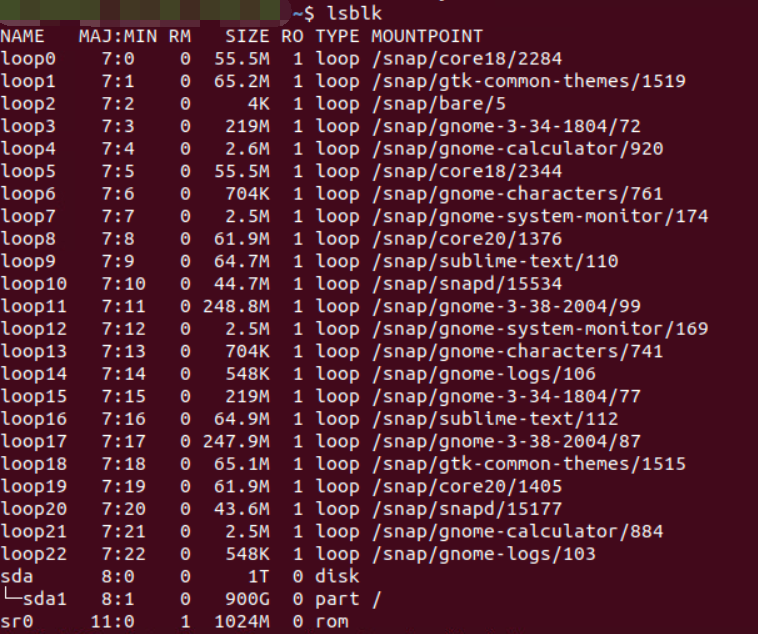 ~$ lsblk
NAME MAJ:MIN RM SIZE RO TYPE MOUNTPOINT
loop0 7:0 0 55.5M 1 loop /snap/core18/2284
loop1 7:1 0 65.2M 1 loop /snap/gtk-common-themes/1519
loop2 7:2 0 4K 1 loop /snap/bare/5
loop3 7:3 0 219M 1 loop /snap/gnome-3-34-1804/72
loop4 7:4 0 2.6M 1 loop /snap/gnome-calculator/920
loop5 7:5 0 55.5M 1 loop /snap/core18/2344
loop6 7:6 0 704K 1 loop /snap/gnome-characters/761
loop7 7:7 0 2.5M 1 loop /snap/gnome-system-monitor/174
loop8 7:8 0 61.9M 1 loop /snap/core20/1376
loop9 7:9 0 64.7M 1 loop /snap/sublime-text/110
loop10 7:10 0 44.7M 1 loop /snap/snapd/15534
loop11 7:11 0 248.8M 1 loop /snap/gnome-3-38-2004/99
loop12 7:12 0 2.5M 1 loop /snap/gnome-system-monitor/169
loop13 7:13 0 704K 1 loop /snap/gnome-characters/741
loop14 7:14 0 548K 1 loop /snap/gnome-logs/106
loop15 7:15 0 219M 1 loop /snap/gnome-3-34-1804/77
loop16 7:16 0 64.9M 1 loop /snap/sublime-text/112
loop17 7:17 0 247.9M 1 loop /snap/gnome-3-38-2004/87
loop18 7:18 0 65.1M 1 loop /snap/gtk-common-themes/1515
loop19 7:19 0 61.9M 1 loop /snap/core20/1405
loop20 7:20 0 43.6M 1 loop /snap/snapd/15177
loop21 7:21 0 2.5M 1 loop /snap/gnome-calculator/884
loop22 7:22 0 548K 1 loop /snap/gnome-logs/103
sda 8:0 0 1T 0 disk
└─sda1 8:1 0 900G 0 part /
sr0 11:0 1 1024M 0 rom